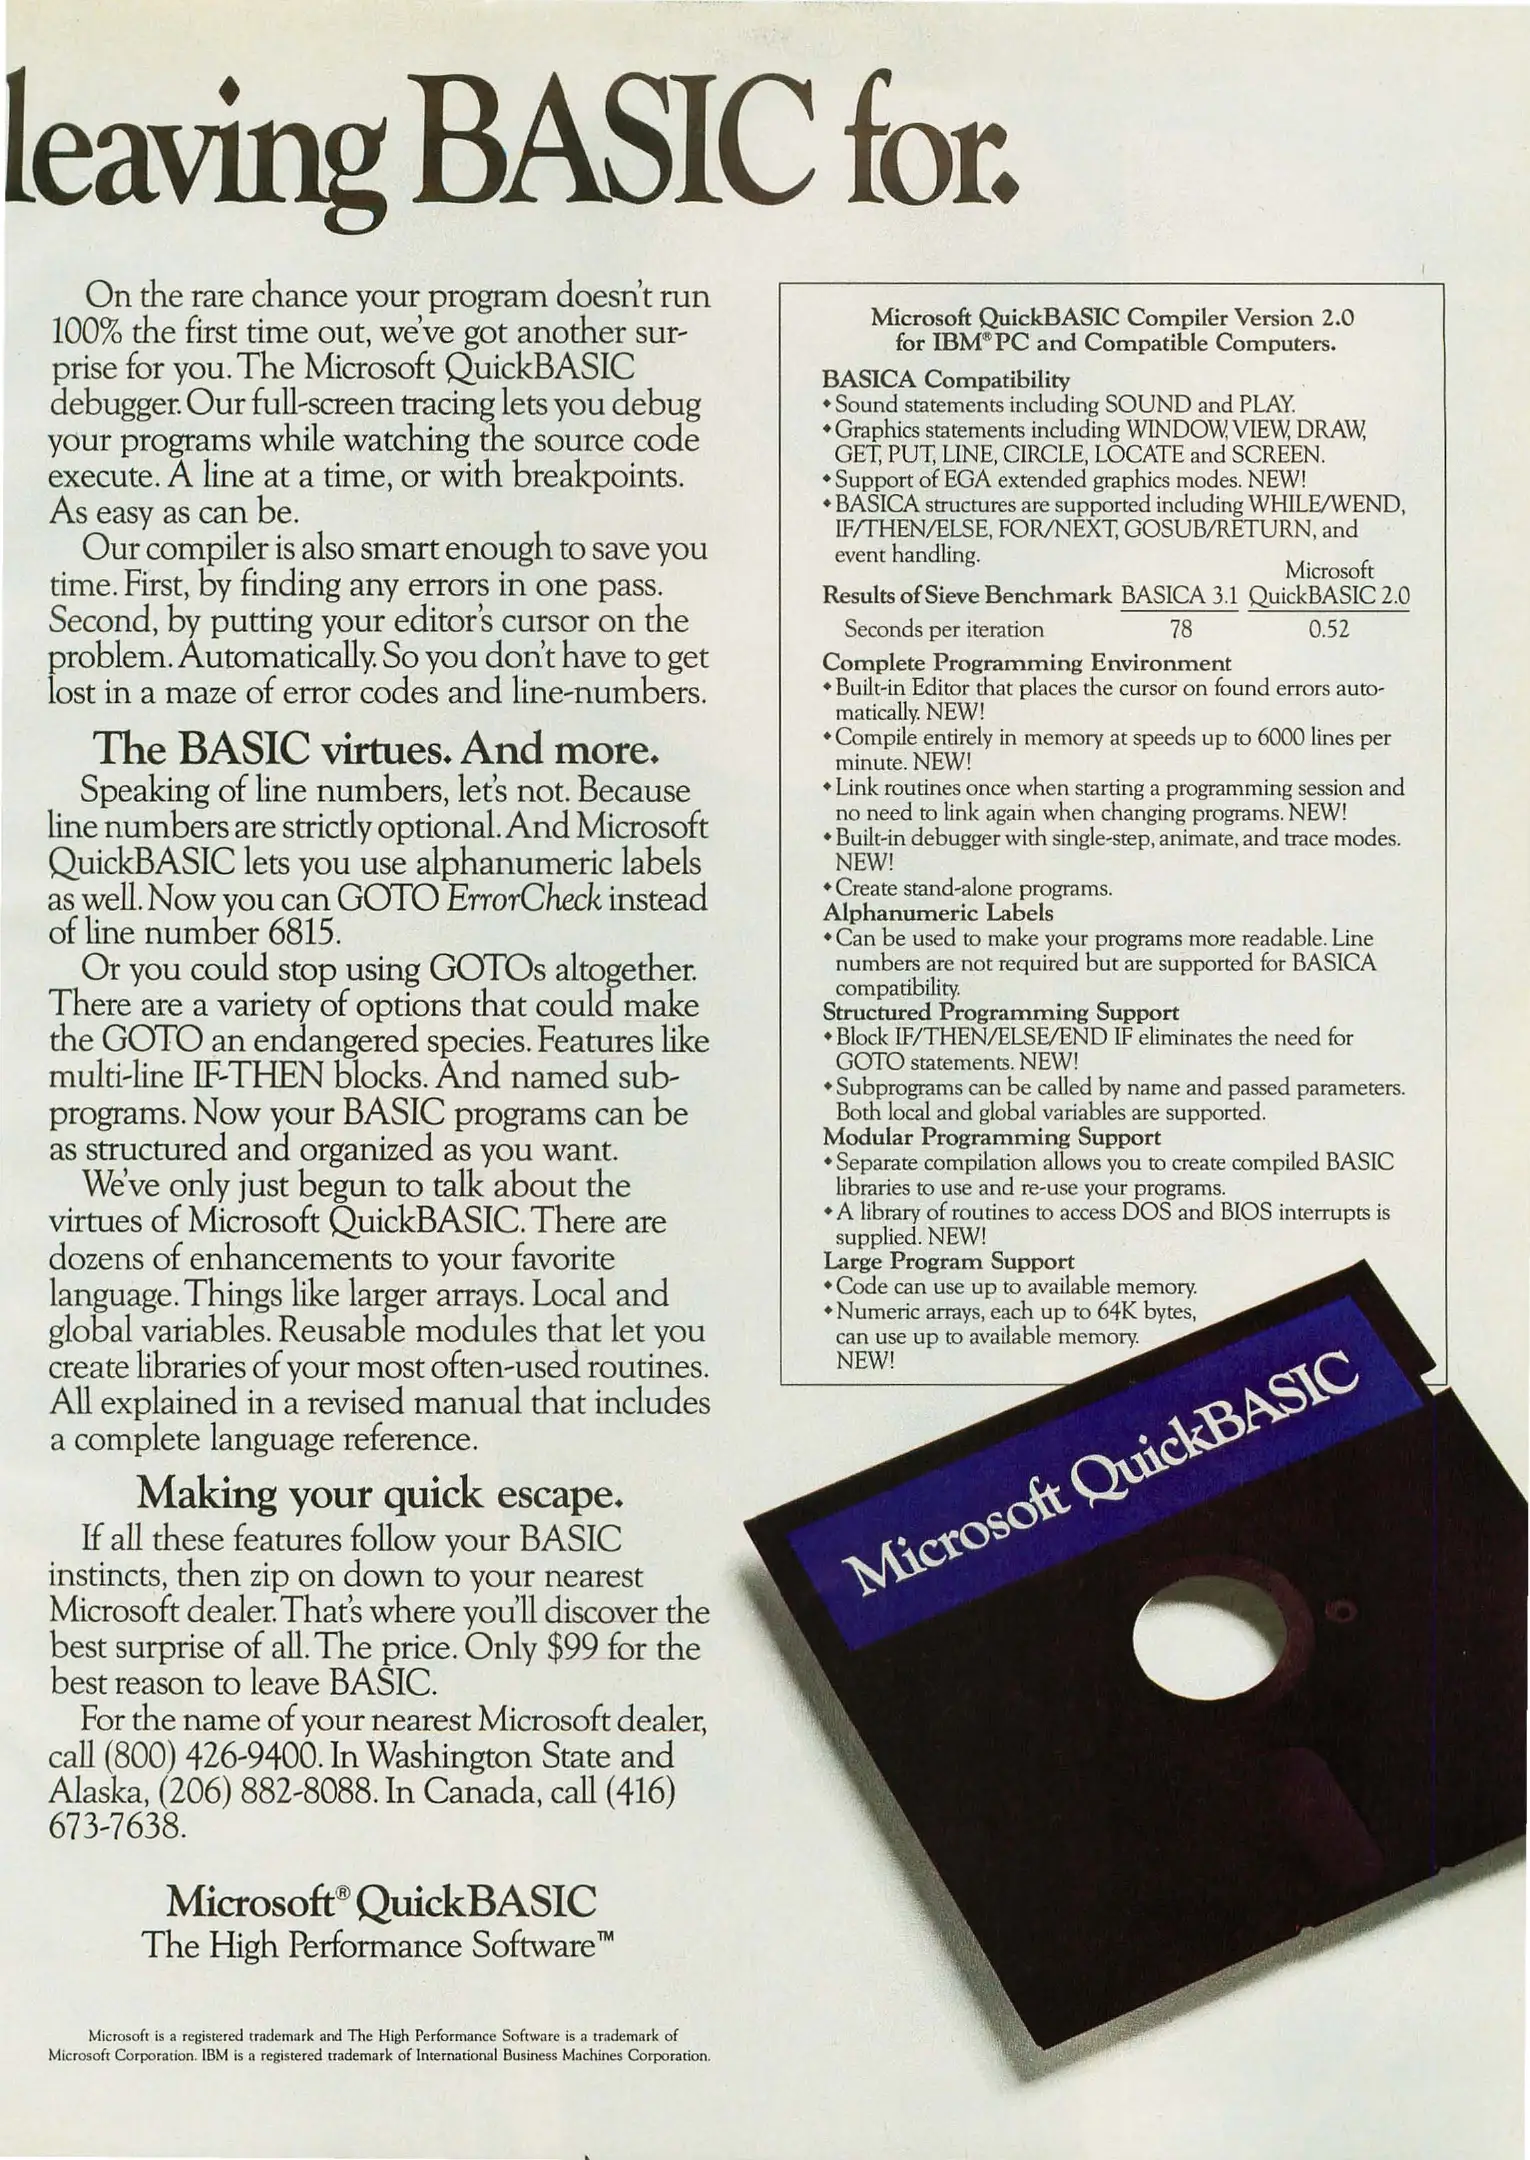 leaving BASIC for.
On the rare chance your program doesn't run
100% the first time out, we've got another sur-
prise for you. The Microsoft QuickBASIC
debugger. Our full-screen tracing lets you debug
your programs while watching the source code
execute. A line at a time, or with breakpoints.
As easy as can be.
Our compiler is also smart enough to save you
time. First, by finding any errors in one pass.
Second, by putting your editor's cursor on the
problem. Automatically. So you don't have to get
lost in a maze of error codes and line-numbers.
The BASIC virtues. And more.
Speaking of line numbers, let's not. Because
line numbers are strictly optional. And Microsoft
QuickBASIC lets you use alphanumeric labels
as well. Now you can GOTO ErrorCheck instead
of line number 6815.
Or you could stop using GOTOs altogether.
There are a variety of options that could make
the GOTO an endangered species. Features like
multi-line IF-THEN blocks. And named sub-
programs. Now your BASIC programs can be
as structured and organized as you want.
We've only just begun to talk about the
virtues of Microsoft QuickBASIC. There are
dozens of enhancements to your favorite
language. Things like larger arrays. Local and
global variables. Reusable modules that let you
create libraries of your most often-used routines.
All explained in a revised manual that includes
a complete language reference.
Making your quick escape.
If all these features follow your BASIC
instincts, then zip on down to your nearest
Microsoft dealer. That's where you'll discover the
best surprise of all. The price. Only $99 for the
best reason to leave BASIC.
For the name of your nearest Microsoft dealer,
call (800) 426-9400. In Washington State and
Alaska, (206) 882-8088. In Canada, call (416)
673-7638.
Microsoft® QuickBASIC
The High Performance Software™
Microsoft is a registered trademark and The High Performance Software is a trademark of
Microsoft Corporation. IBM is a registered trademark of International Business Machines Corporation.
Microsoft QuickBASIC Compiler Version 2.0
for IBM® PC and Compatible Computers.
BASICA Compatibility
◆ Sound statements including SOUND and PLAY.
◆ Graphics statements including WINDOW, VIEW, DRAW,
GET, PUT, LINE, CIRCLE, LOCATE and SCREEN.
◆ Support of EGA extended graphics modes. NEW!
◆ BASICA structures are supported including WHILE/WEND,
IF/THEN/ELSE, FOR/NEXT, GOSUB/RETURN, and
event handling.
Microsoft
Results of Sieve Benchmark BASICA 3.1 QuickBASIC 2.0
Seconds per iteration 78 0.52
Complete Programming Environment
◆ Built-in Editor that places the cursor on found errors auto-
matically. NEW!
◆ Compile entirely in memory at speeds up to 6000 lines per
minute. NEW!
◆ Link routines once when starting a programming session and
no need to link again when changing programs. NEW!
◆ Built-in debugger with single-step, animate, and trace modes.
NEW!
◆ Create stand-alone programs.
Alphanumeric Labels
◆ Can be used to make your programs more readable. Line
numbers are not required but are supported for BASICA
compatibility.
Structured Programming Support
◆ Block IF/THEN/ELSE/END IF eliminates the need for
GOTO statements. NEW!
◆ Subprograms can be called by name and passed parameters.
Both local and global variables are supported.
Modular Programming Support
◆ Separate compilation allows you to create compiled BASIC
libraries to use and re-use your programs.
◆ A library of routines to access DOS and BIOS interrupts is
supplied. NEW!
Large Program Support
◆ Code can use up to available memory.
◆ Numeric arrays, each up to 64K bytes,
can use up to available memory.
NEW!
Microsoft QuickBASIC